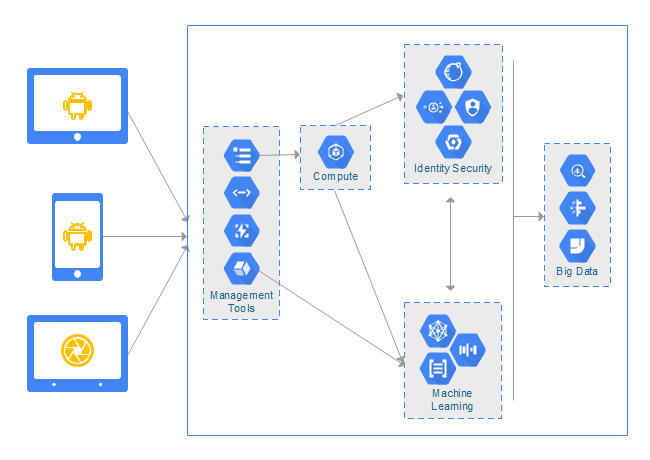 Compute
Identity Security
Big Data
Management
Tools
Machine
Learning